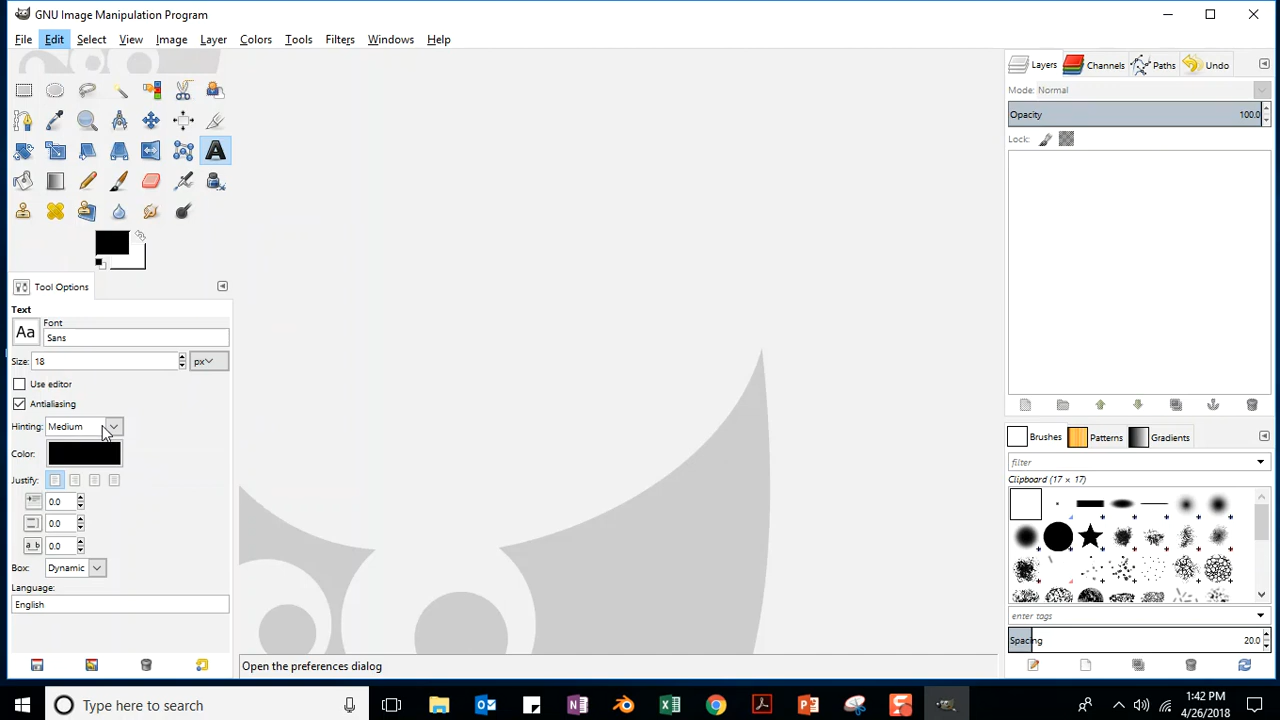 GNU Image Manipulation Program
File Edit Select View Image Layer Colors Tools Filters Windows Help
Layers Channels Paths Undo
Mode: Normal
Opacity 100.0
Lock:
A
Tool Options
Text
Font
Aa Sans
Size: 18 px
Use editor
Antialiasing
Hinting: Medium
Color:
Justify:
0.0
0.0
a b 0.0
Box: Dynamic
Language:
English
Brushes Patterns Gradients
filter
Clipboard (17 × 17)
enter tags
Spacing 20.0
Open the preferences dialog
Type here to search
1:42 PM
4/26/2018